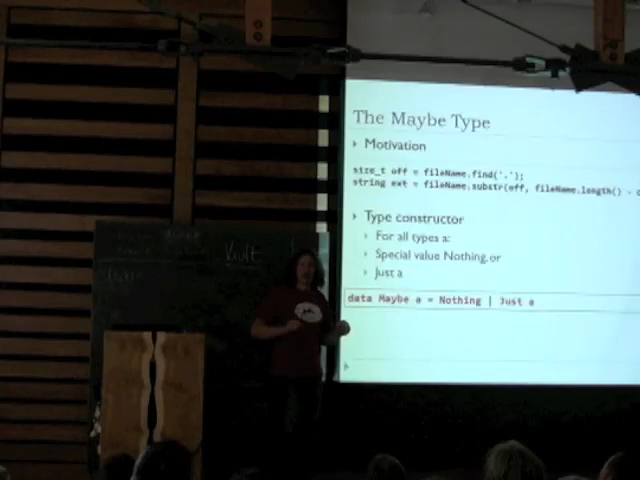 The Maybe Type
Motivation
size_t off = fileName.find('.');
string ext = fileName.substr(off, fileName.length() -
Type constructor
For all types a:
Special value Nothing, or
Just a
data Maybe a = Nothing | Just a
Vault